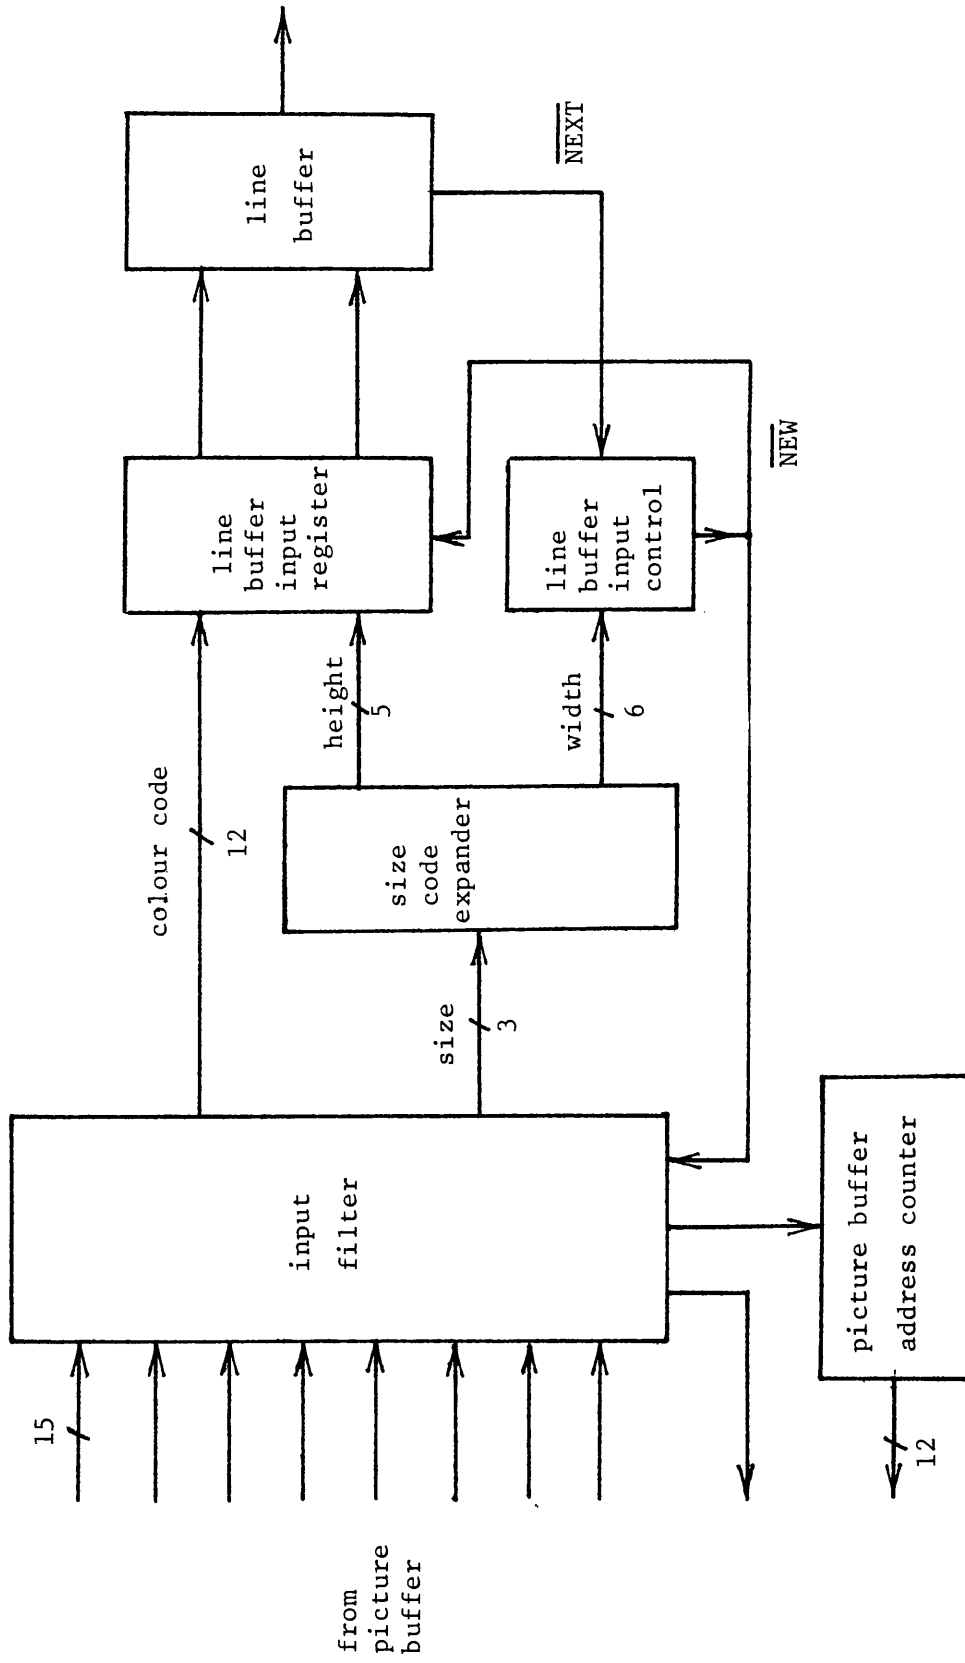 from
picture
buffer
15
input
filter
colour code
12
size
3
size
code
expander
height
5
width
6
line
buffer
input
register
line
buffer
input
control
line
buffer
NEXT
NEW
picture buffer
address counter
12